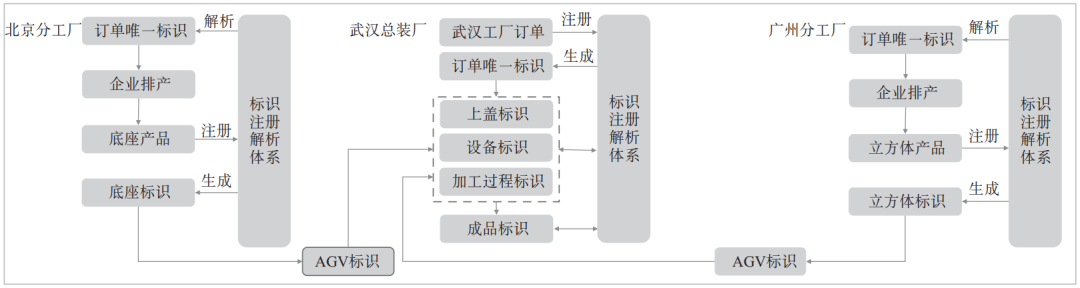 北京分工厂
订单唯一标识
解析
企业排产
底座产品
注册
底座标识
生成
标识
注册
解析
体系
AGV标识
武汉总装厂
武汉工厂订单
注册
订单唯一标识
生成
上盖标识
设备标识
加工过程标识
成品标识
标识
注册
解析
体系
广州分工厂
订单唯一标识
解析
企业排产
立方体产品
注册
立方体标识
生成
标识
注册
解析
体系
AGV标识